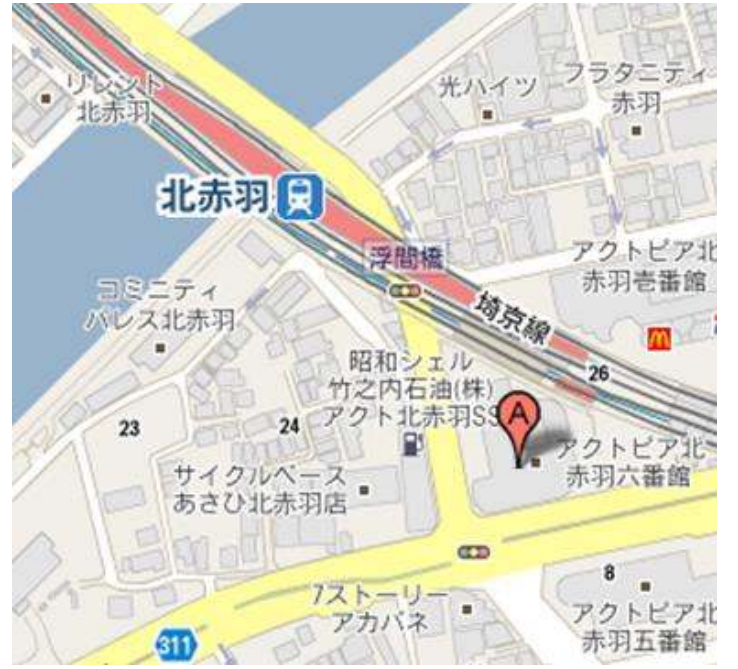 リレント
北赤羽
光ハイツ
フラタニティ
赤羽
北赤羽
浮間橋
アクトピア北
赤羽壱番館
コミニティ
パレス北赤羽
埼京線
昭和シェル
竹之内石油(株)
アクト北赤羽SS
26
23
24
A
アクトピア北
赤羽六番館
サイクルベース
あさひ北赤羽店
8
7ストーリー
アカバネ
アクトピア北
赤羽五番館
311